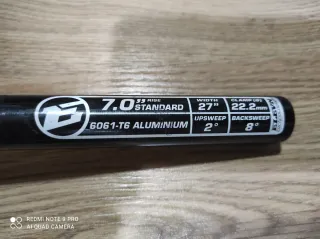 7.0 RISE STANDARD
WIDTH 27"
CLAMP DIA. 22.2mm
6061-T6 ALUMINIUM
UPSWEEP 2°
BACKSWEEP 8°
REDMI NOTE 9 PRO
AI QUAD CAMERA